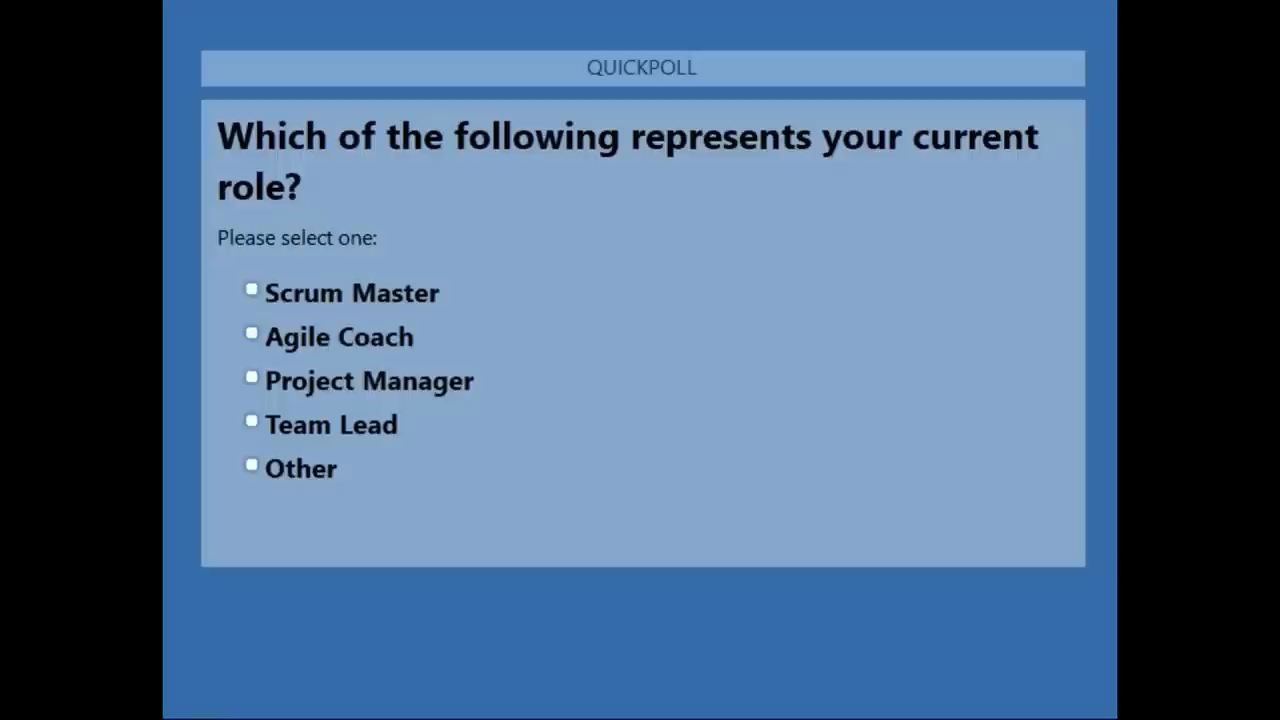 QUICKPOLL
Which of the following represents your current
role?
Please select one:
Scrum Master
Agile Coach
Project Manager
Team Lead
Other